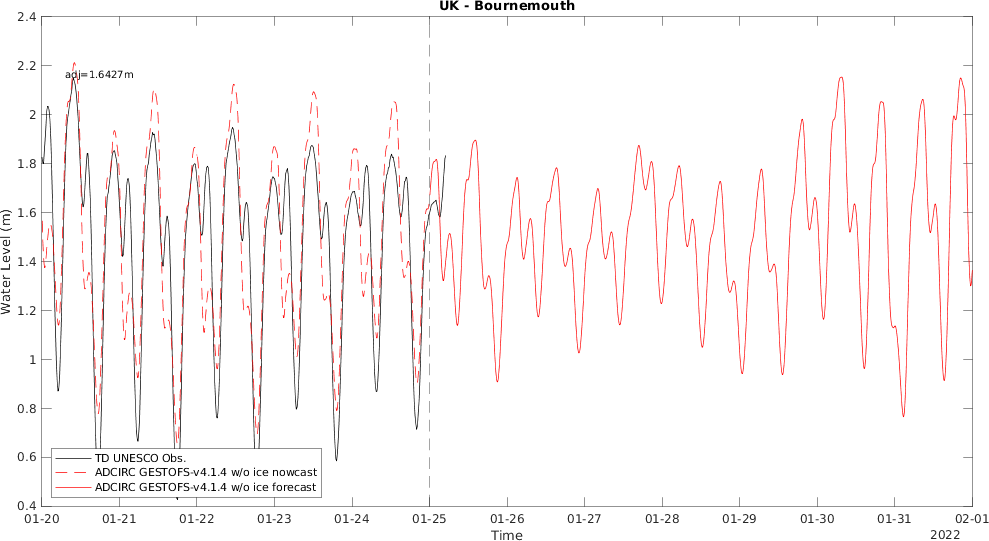 UK - Bournemouth
2.4
2.2
2
1.8
1.6
1.4
1.2
1
0.8
0.6
0.4
Water Level (m)
adj=1.6427m
TD UNESCO Obs.
ADCIRC GESTOFS-v4.1.4 w/o ice nowcast
ADCIRC GESTOFS-v4.1.4 w/o ice forecast
01-20 01-21 01-22 01-23 01-24 01-25 01-26 01-27 01-28 01-29 01-30 01-31 02-01
Time
2022